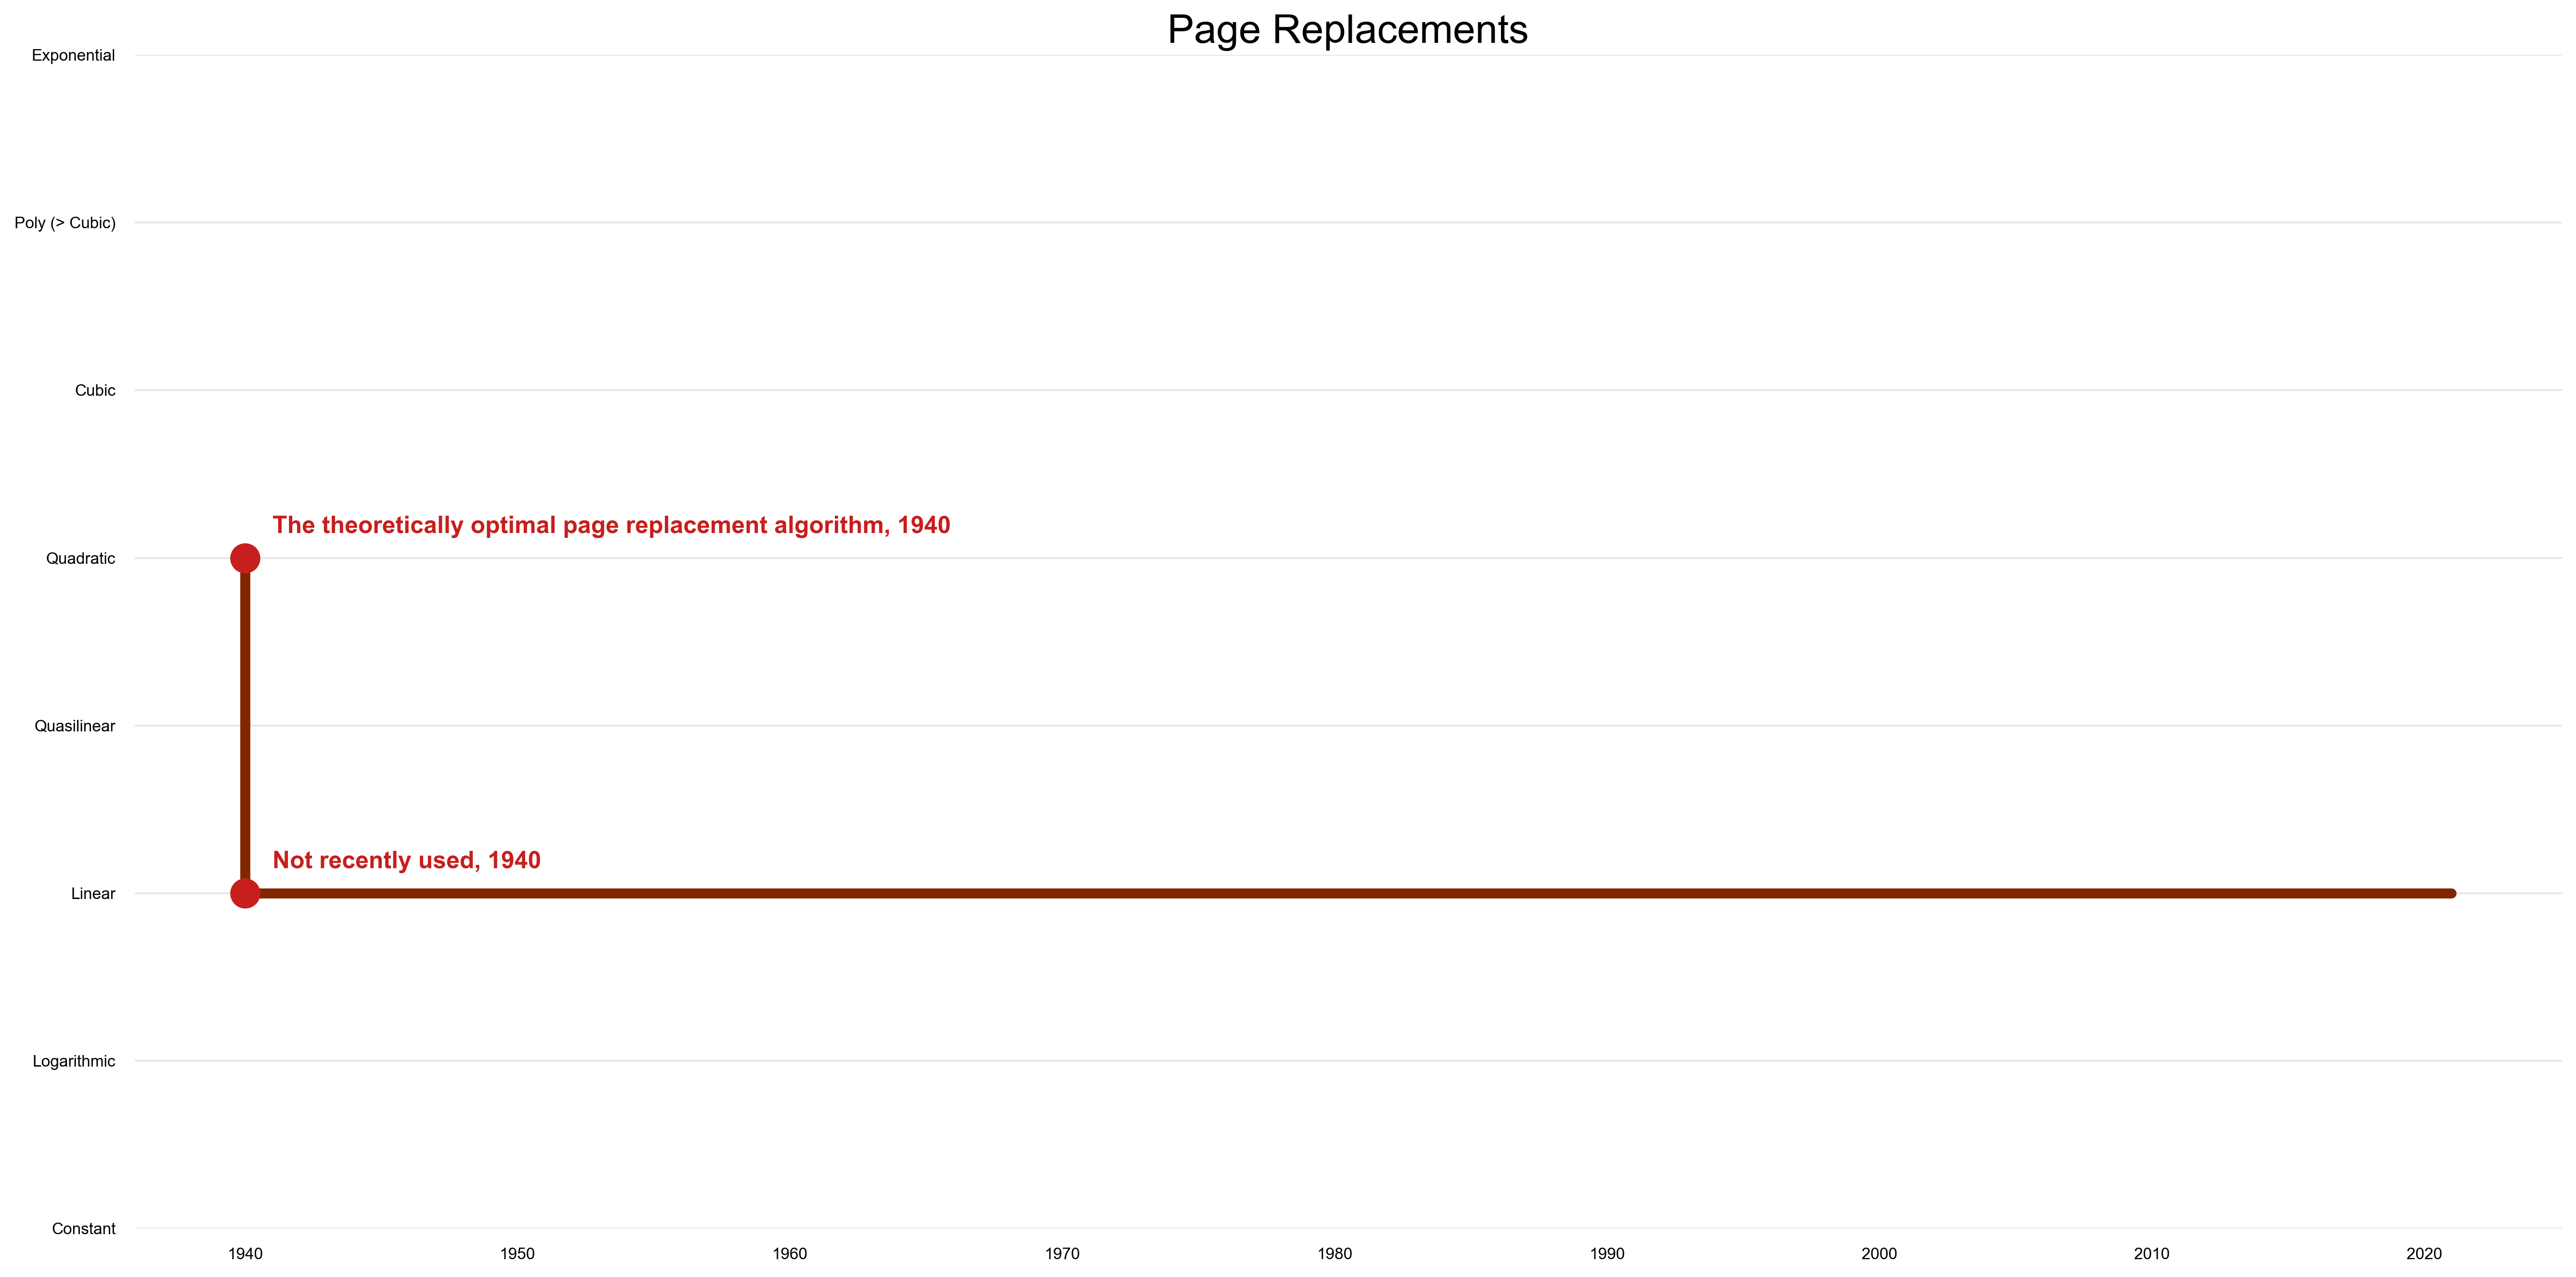 Page Replacements
Exponential
Poly (> Cubic)
Cubic
The theoretically optimal page replacement algorithm, 1940
Quadratic
Quasilinear
Not recently used, 1940
Linear
Logarithmic
Constant
1940 1950 1960 1970 1980 1990 2000 2010 2020